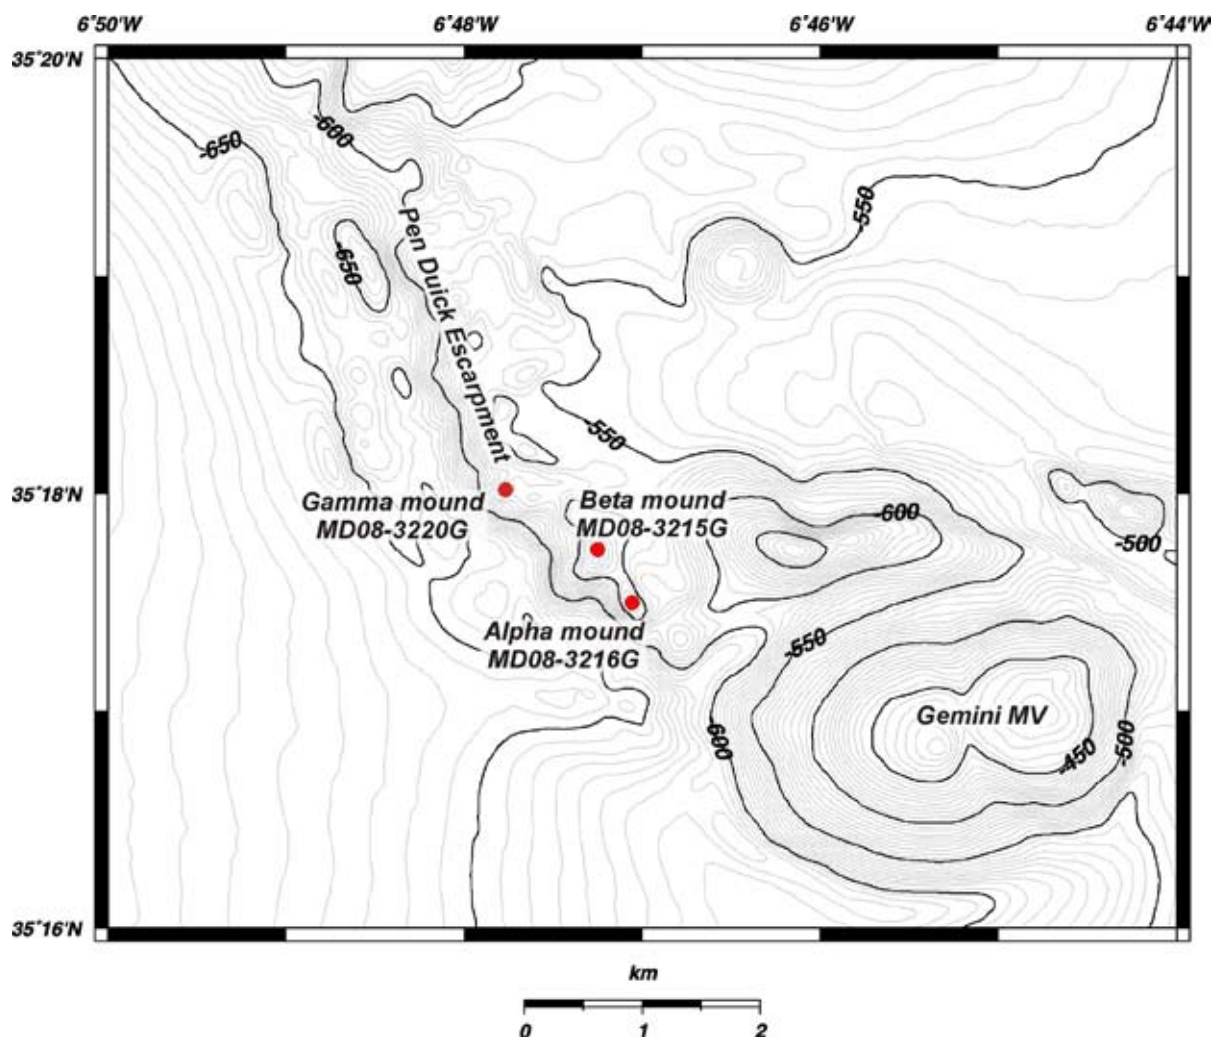 6°50'W
6°48'W
6°46'W
6°44'W
35°20'N
-650
-600
-550
Pen Duick Escarpment
-650
-550
35°18'N
Gamma mound
MD08-3220G
Beta mound
MD08-3215G
-600
-500
Alpha mound
MD08-3216G
-550
Gemini MV
-600
-450
-500
35°16'N
km
0
1
2